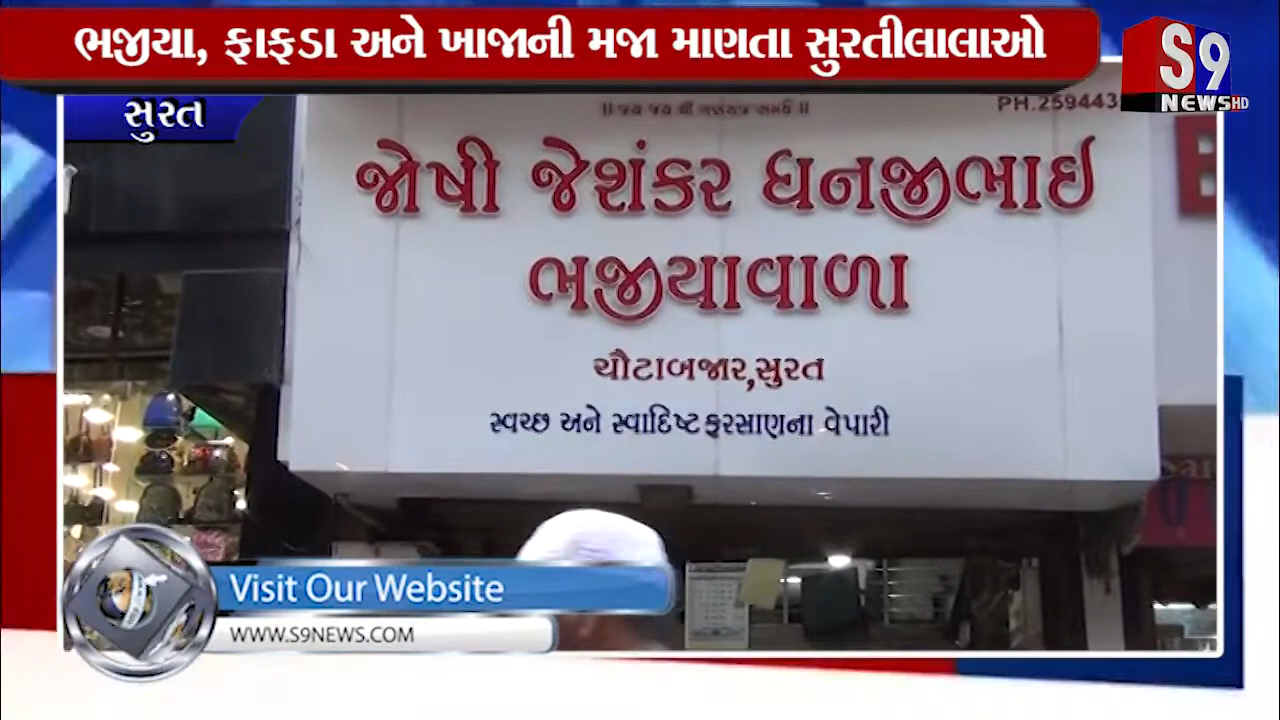 ભજીયા, ફાફડા અને ખાજાની મજા માણતા સુરતીલાલાઓ
S9
NEWS HD
સુરત
PH.259443
જોષી જેશંકર ધનજીભાઇ
ભજીયાવાળા
ચૌટાબજાર,સુરત
સ્વચ્છ અને સ્વાદિષ્ટ ફરસાણના વેપારી
Visit Our Website
WWW.S9NEWS.COM